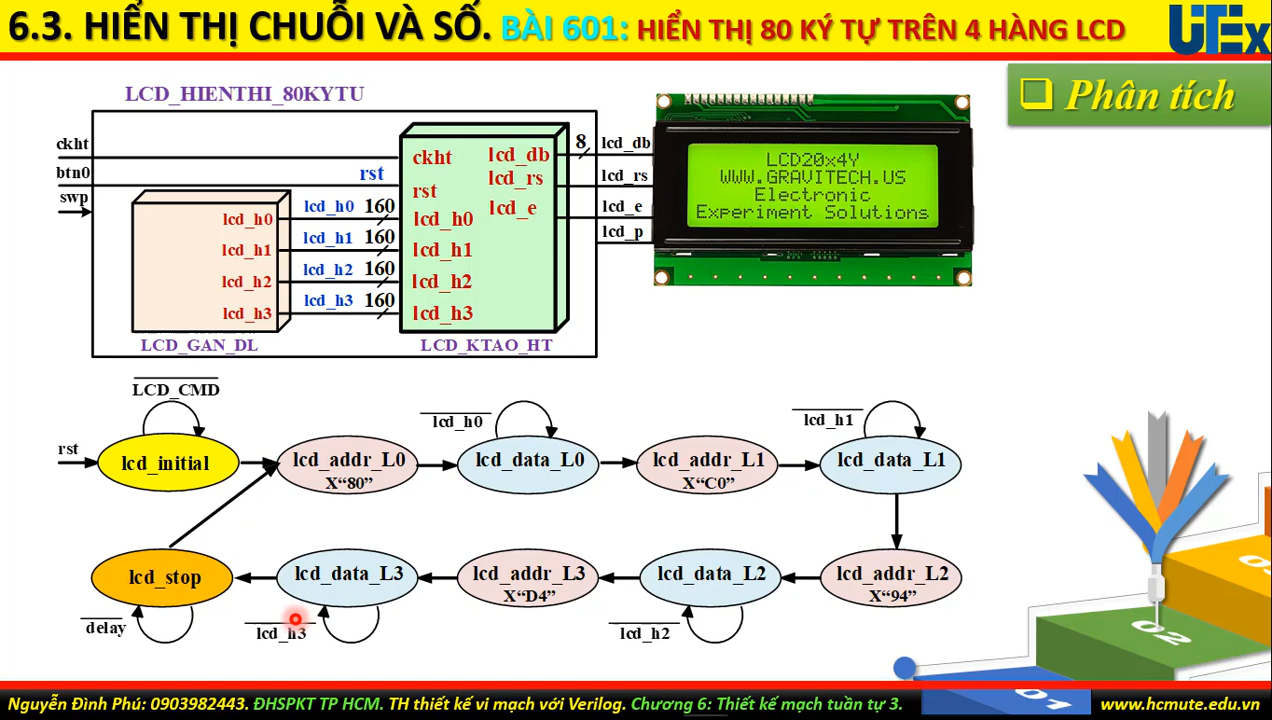 6.3. HIỂN THỊ CHUỖI VÀ SỐ. BÀI 601: HIỂN THỊ 80 KÝ TỰ TRÊN 4 HÀNG LCD
UTEx
Phân tích
LCD_HIENTHI_80KYTU
ckht
btn0
swp
rst
lcd_h0
lcd_h1
lcd_h2
lcd_h3
lcd_h0 160
lcd_h1 160
lcd_h2 160
lcd_h3 160
LCD_GAN_DL
ckht
rst
lcd_h0
lcd_h1
lcd_h2
lcd_h3
lcd_db
lcd_rs
lcd_e
LCD_KTAO_HT
8
lcd_db
lcd_rs
lcd_e
lcd_p
LCD20x4Y
WWW.GRAVITECH.US
Electronic
Experiment Solutions
LCD_CMD
lcd_h0
lcd_h1
rst
lcd_initial
lcd_addr_L0
X“80”
lcd_data_L0
lcd_addr_L1
X“C0”
lcd_data_L1
lcd_stop
lcd_data_L3
lcd_addr_L3
X“D4”
lcd_data_L2
lcd_addr_L2
X“94”
delay
lcd_h3
lcd_h2
02
01
Nguyễn Đình Phú: 0903982443. ĐHSPKT TP HCM. TH thiết kế vi mạch với Verilog. Chương 6: Thiết kế mạch tuần tự 3.
www.hcmute.edu.vn